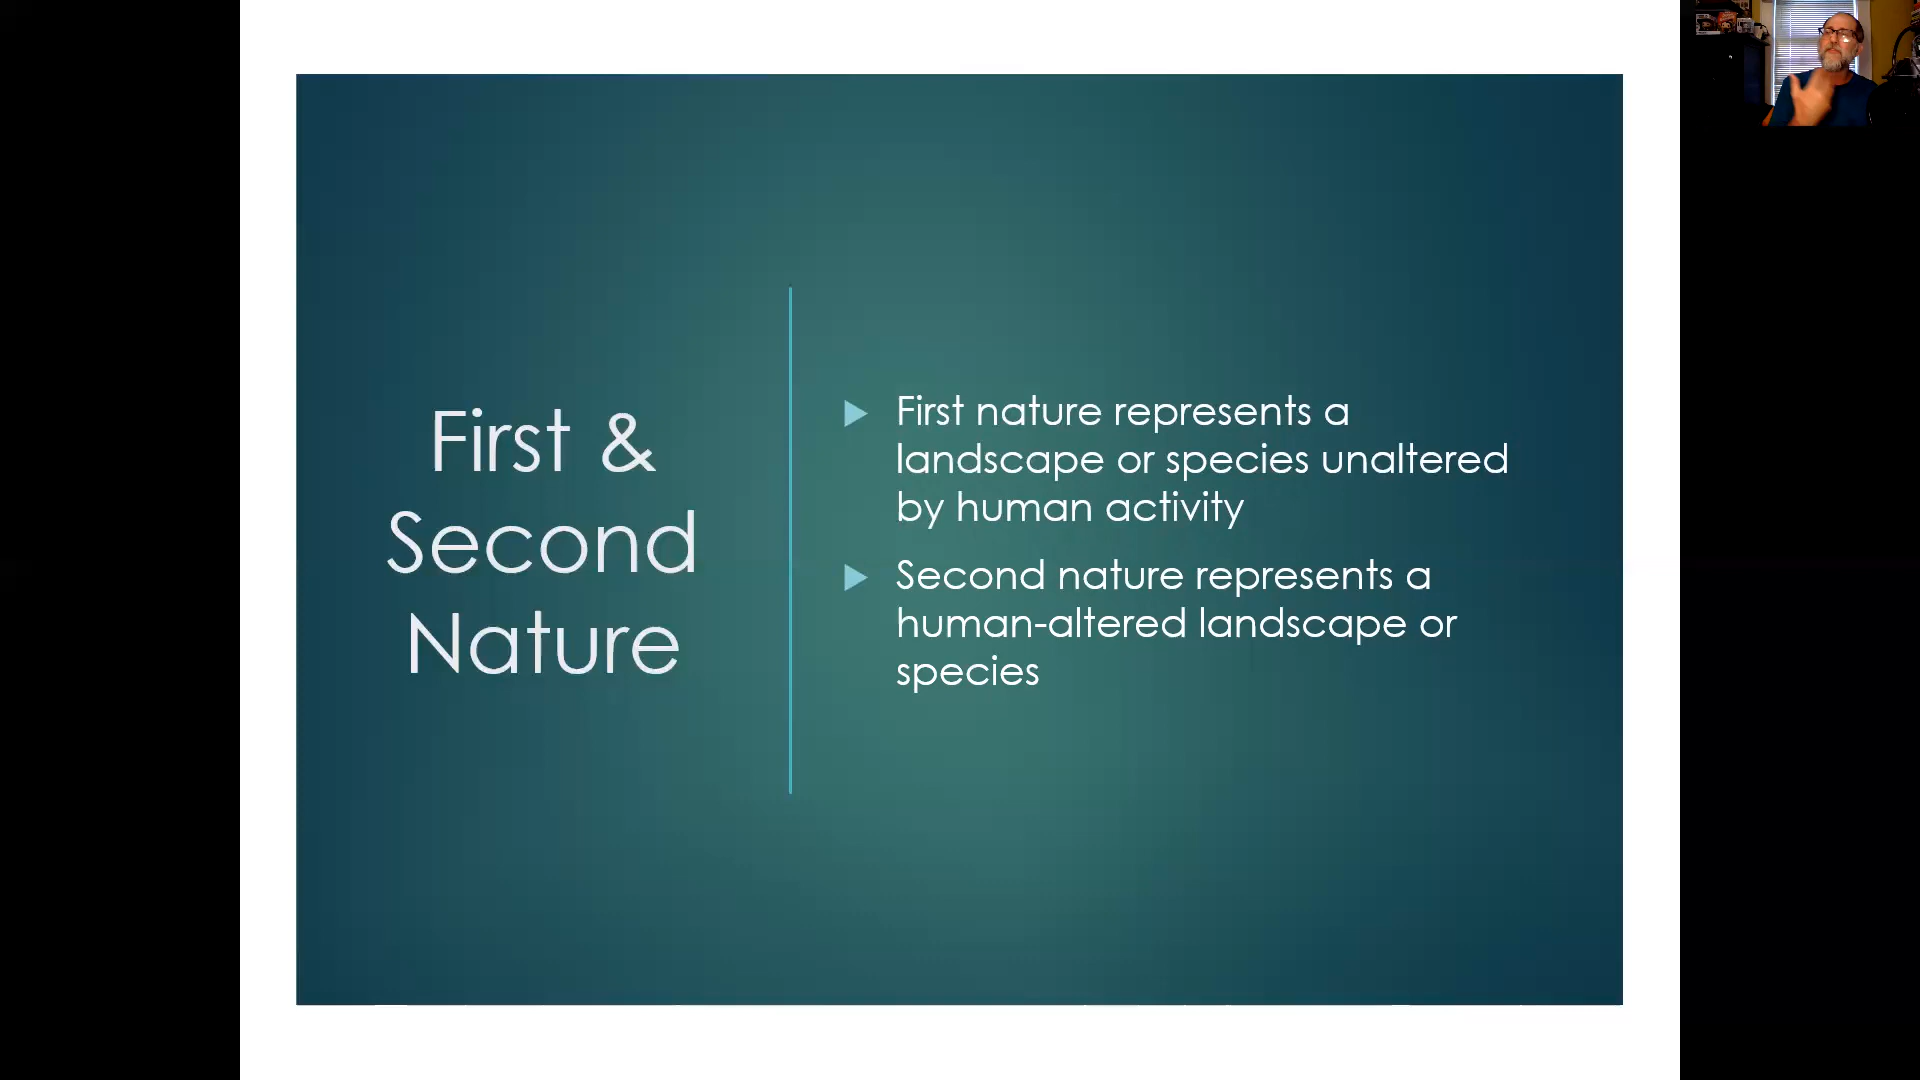 First &
Second
Nature
First nature represents a
landscape or species unaltered
by human activity
Second nature represents a
human-altered landscape or
species